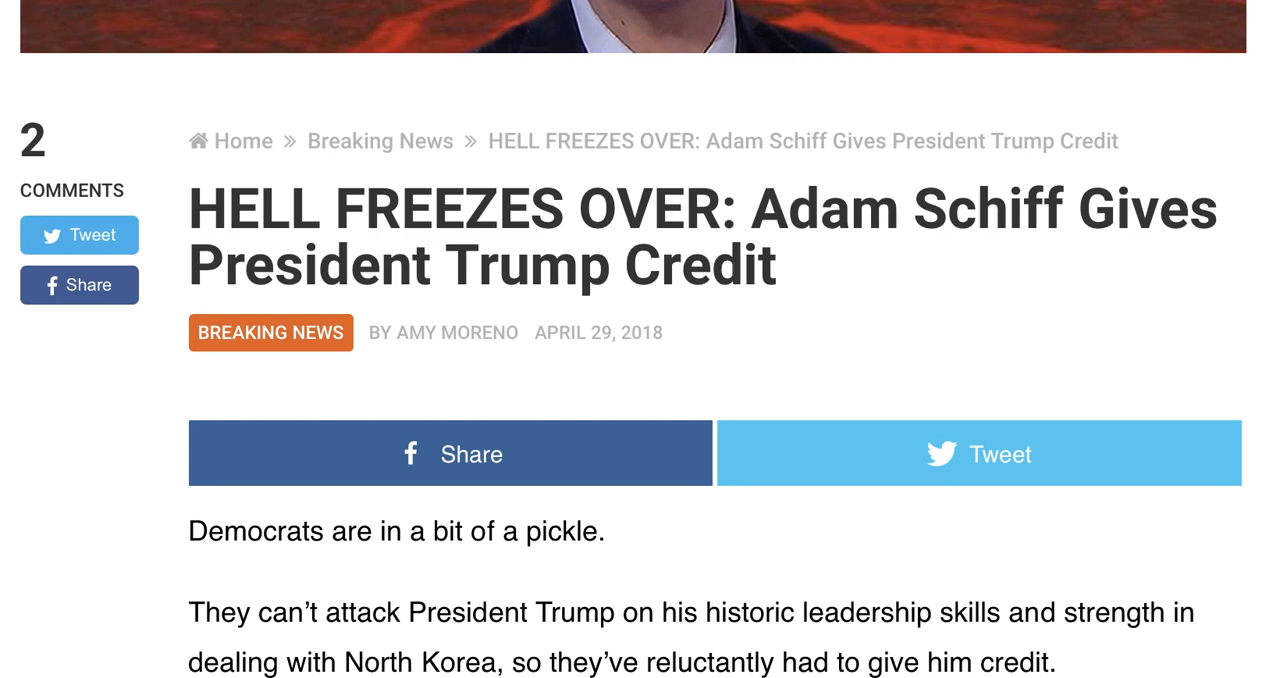 2
COMMENTS
Tweet
Share
Home » Breaking News » HELL FREEZES OVER: Adam Schiff Gives President Trump Credit
HELL FREEZES OVER: Adam Schiff Gives
President Trump Credit
BREAKING NEWS BY AMY MORENO APRIL 29, 2018
Share Tweet
Democrats are in a bit of a pickle.
They can’t attack President Trump on his historic leadership skills and strength in
dealing with North Korea, so they’ve reluctantly had to give him credit.